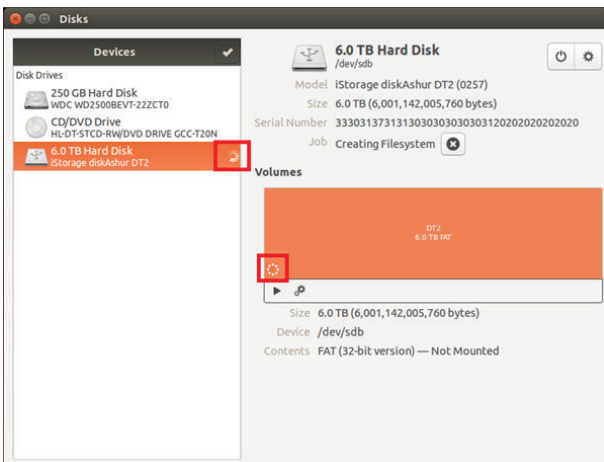 Disks
Devices
Disk Drives
250 GB Hard Disk
WDC WD2500BEVT-22ZCT0
CD/DVD Drive
HL-DT-STCD-RW/DVD DRIVE GCC-T20N
6.0 TB Hard Disk
iStorage diskAshur DT2
6.0 TB Hard Disk
/dev/sdb
Model iStorage diskAshur DT2 (0257)
Size 6.0 TB (6,001,142,005,760 bytes)
Job Creating Filesystem
Volumes
DT2
6.0 TB FAT
Size 6.0 TB (6,001,142,005,760 bytes)
Device /dev/sdb
Contents FAT (32-bit version) — Not Mounted